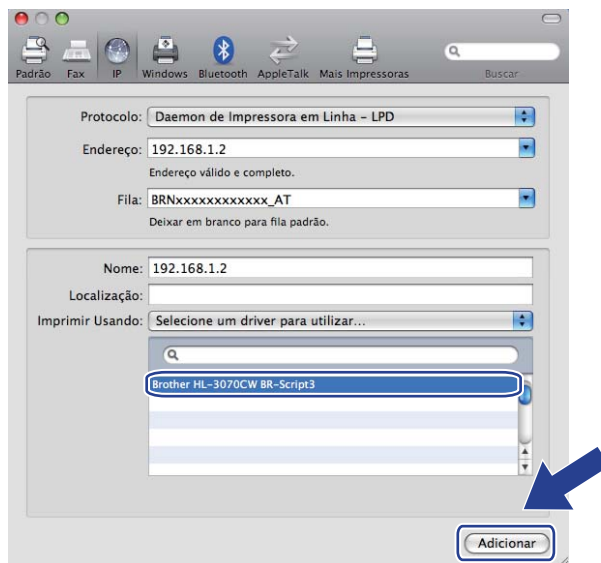 Padrão Fax IP Windows Bluetooth AppleTalk Mais Impressoras Buscar
Protocolo: Daemon de Impressora em Linha – LPD
Endereço: 192.168.1.2
Endereço válido e completo.
Fila: BRNxxxxxxxxxxxx_AT
Deixar em branco para fila padrão.
Nome: 192.168.1.2
Localização:
Imprimir Usando: Selecione um driver para utilizar...
Brother HL-3070CW BR-Script3
Adicionar